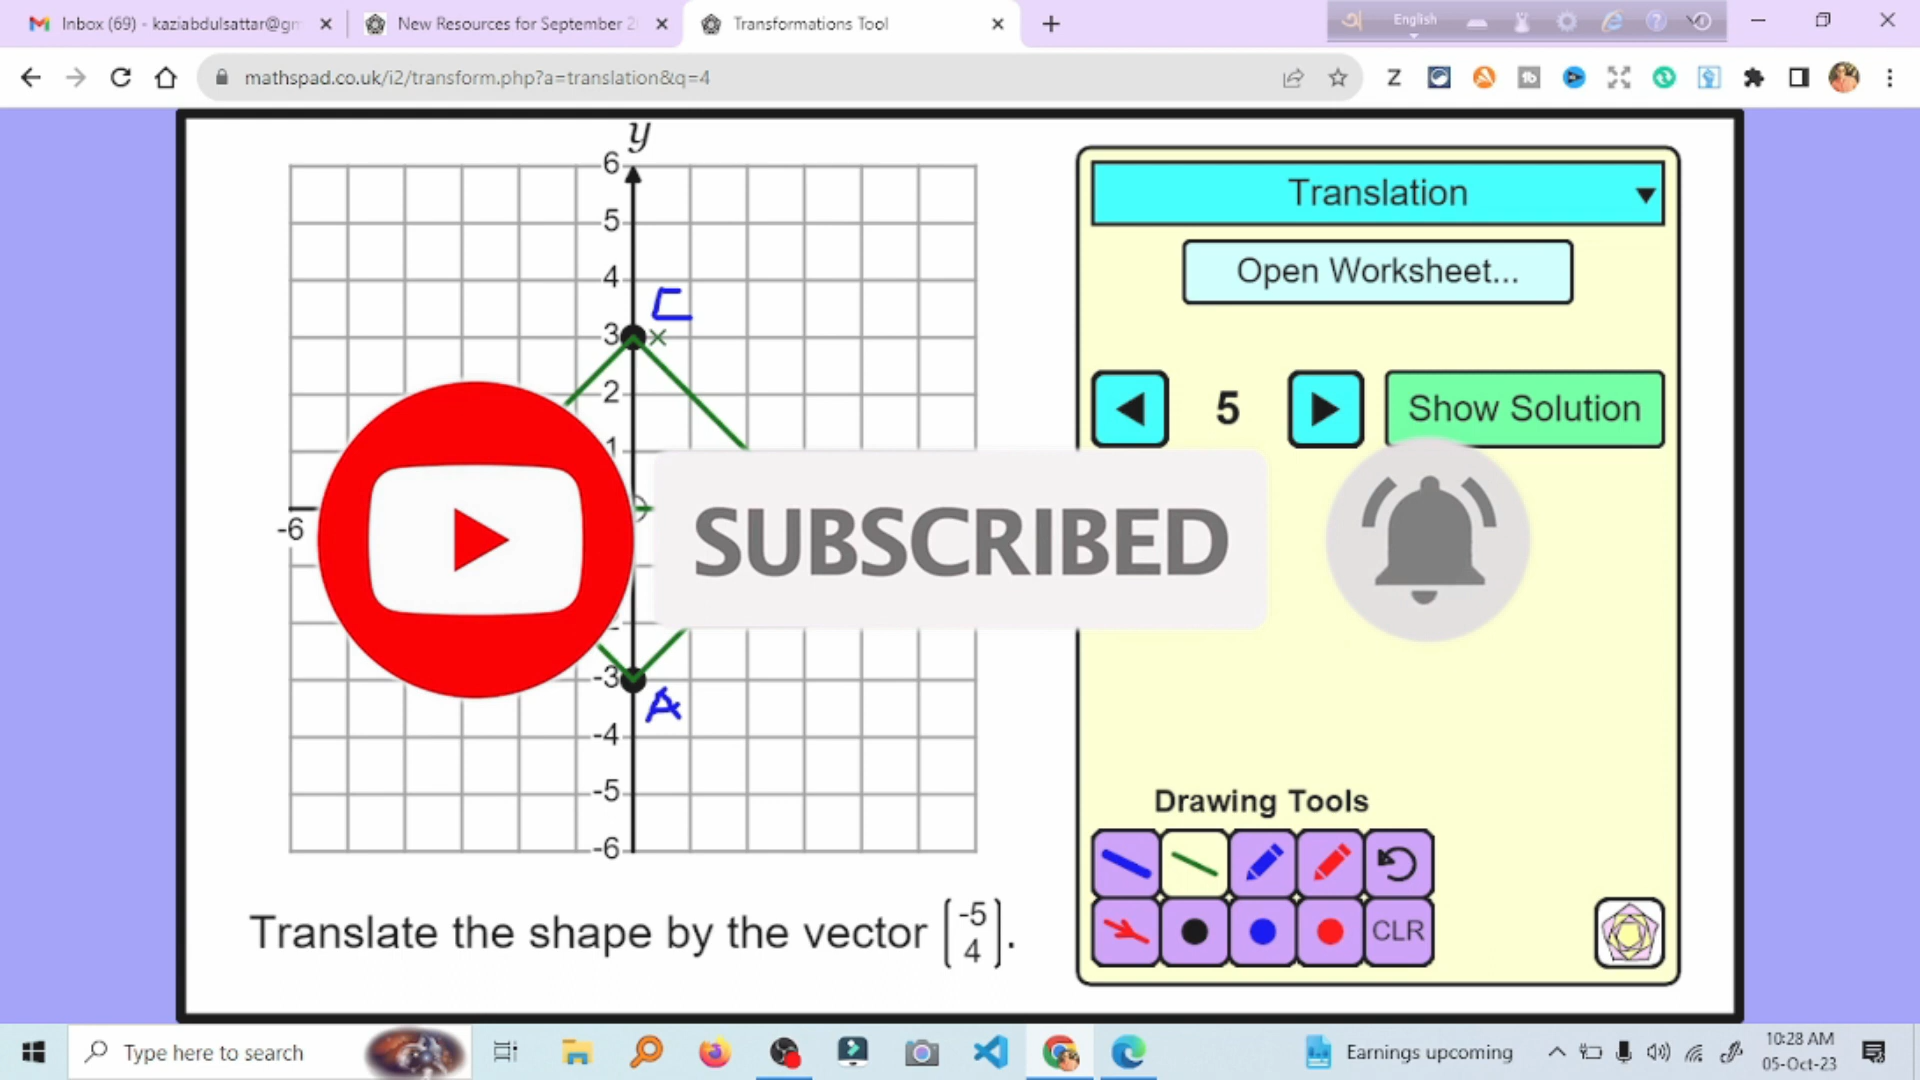 Inbox (69) - kaziabdulsattar@gm
New Resources for September 2
Transformations Tool
English
mathspad.co.uk/i2/transform.php?a=translation&q=4
y
6
5
4
C
3
2
1
-6
-3
A
-4
-5
-6
Translate the shape by the vector (-5
4).
Translation
Open Worksheet...
5
Show Solution
SUBSCRIBED
Drawing Tools
CLR
Type here to search
Earnings upcoming
10:28 AM
05-Oct-23